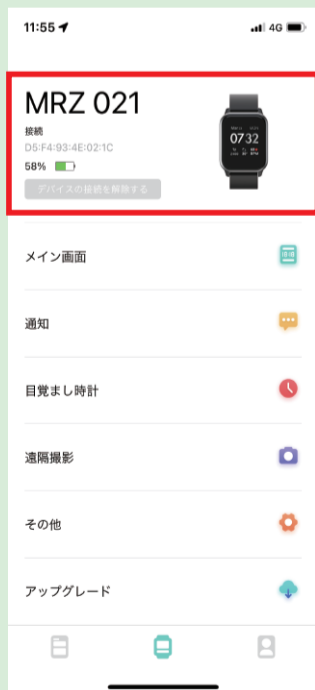 11:55
4G
MRZ 021
接続
D5:F4:93:4E:02:1C
58%
デバイスの接続を解除する
07 32
メイン画面
通知
目覚まし時計
遠隔撮影
その他
アップグレード